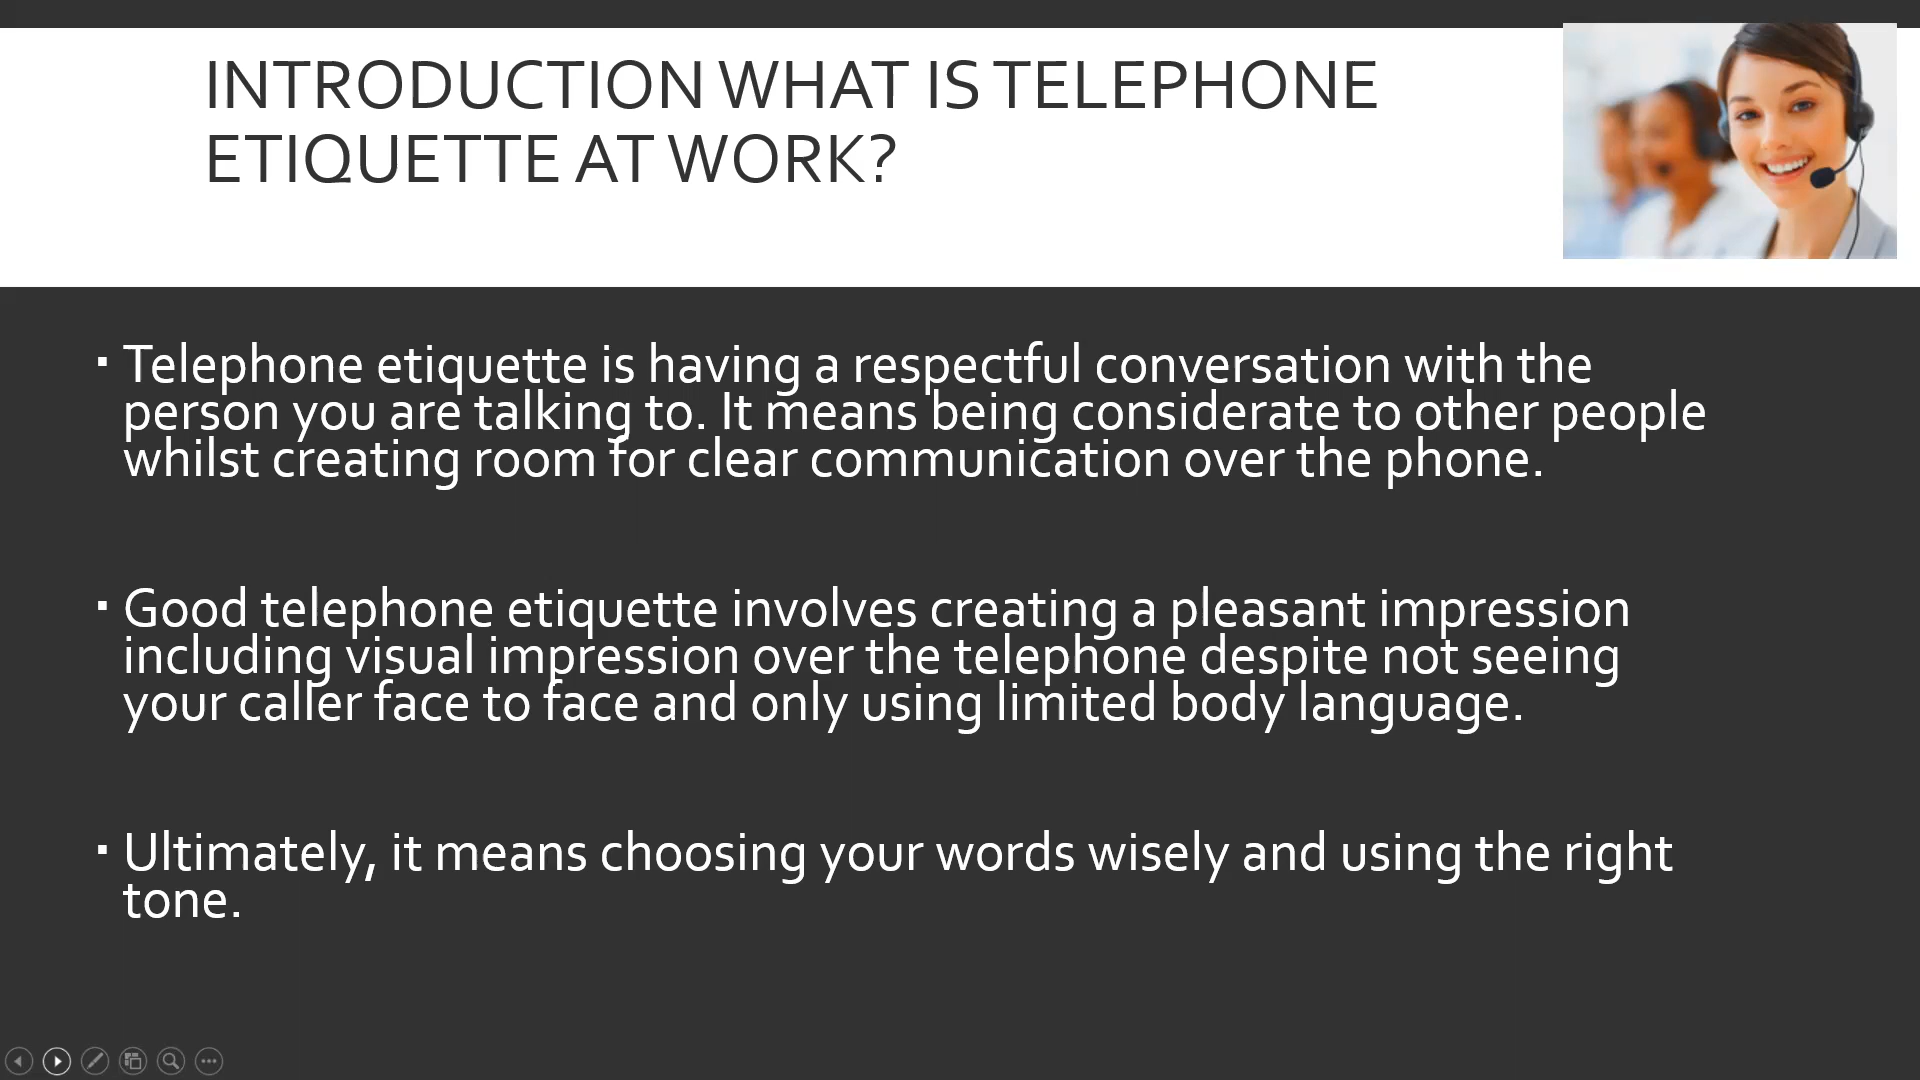 INTRODUCTION WHAT IS TELEPHONE
ETIQUETTE AT WORK?
▪ Telephone etiquette is having a respectful conversation with the
person you are talking to. It means being considerate to other people
whilst creating room for clear communication over the phone.
▪ Good telephone etiquette involves creating a pleasant impression
including visual impression over the telephone despite not seeing
your caller face to face and only using limited body language.
▪ Ultimately, it means choosing your words wisely and using the right
tone.